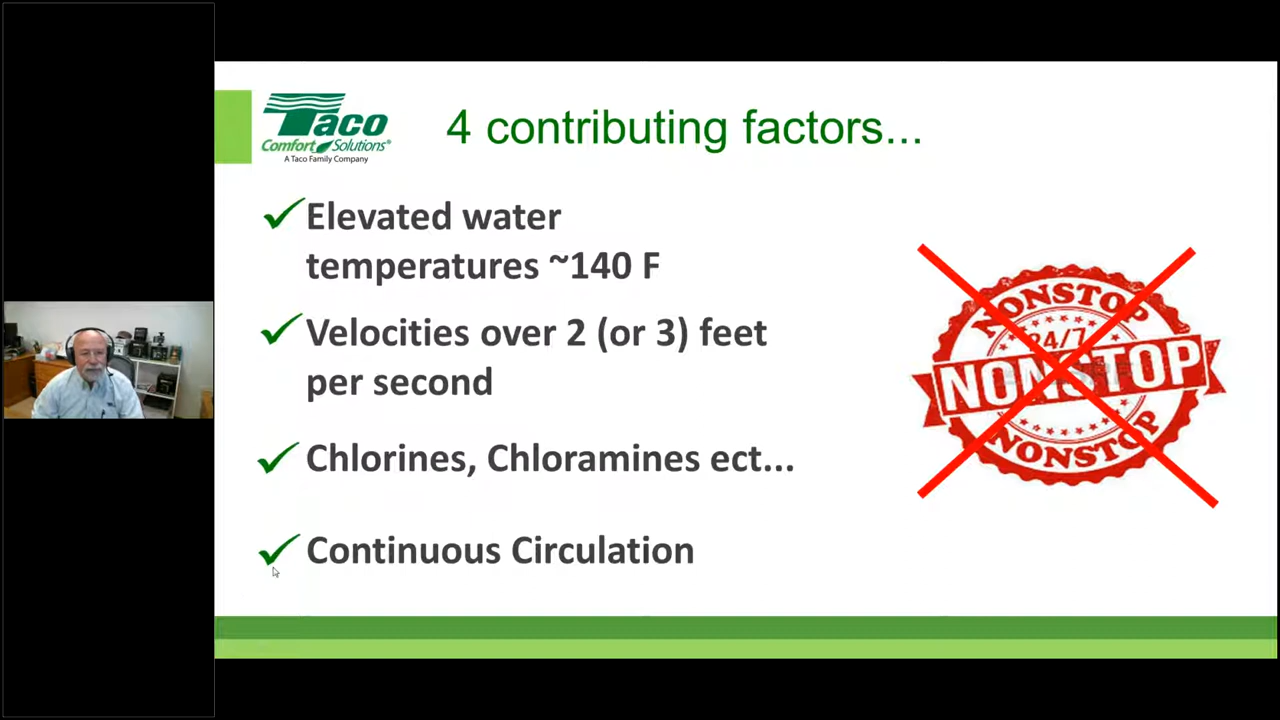 Taco
Comfort Solutions®
A Taco Family Company
4 contributing factors...
Elevated water
temperatures ~140 F
Velocities over 2 (or 3) feet
per second
Chlorines, Chloramines ect...
Continuous Circulation
NONSTOP
24/7
NONSTOP
NONSTOP